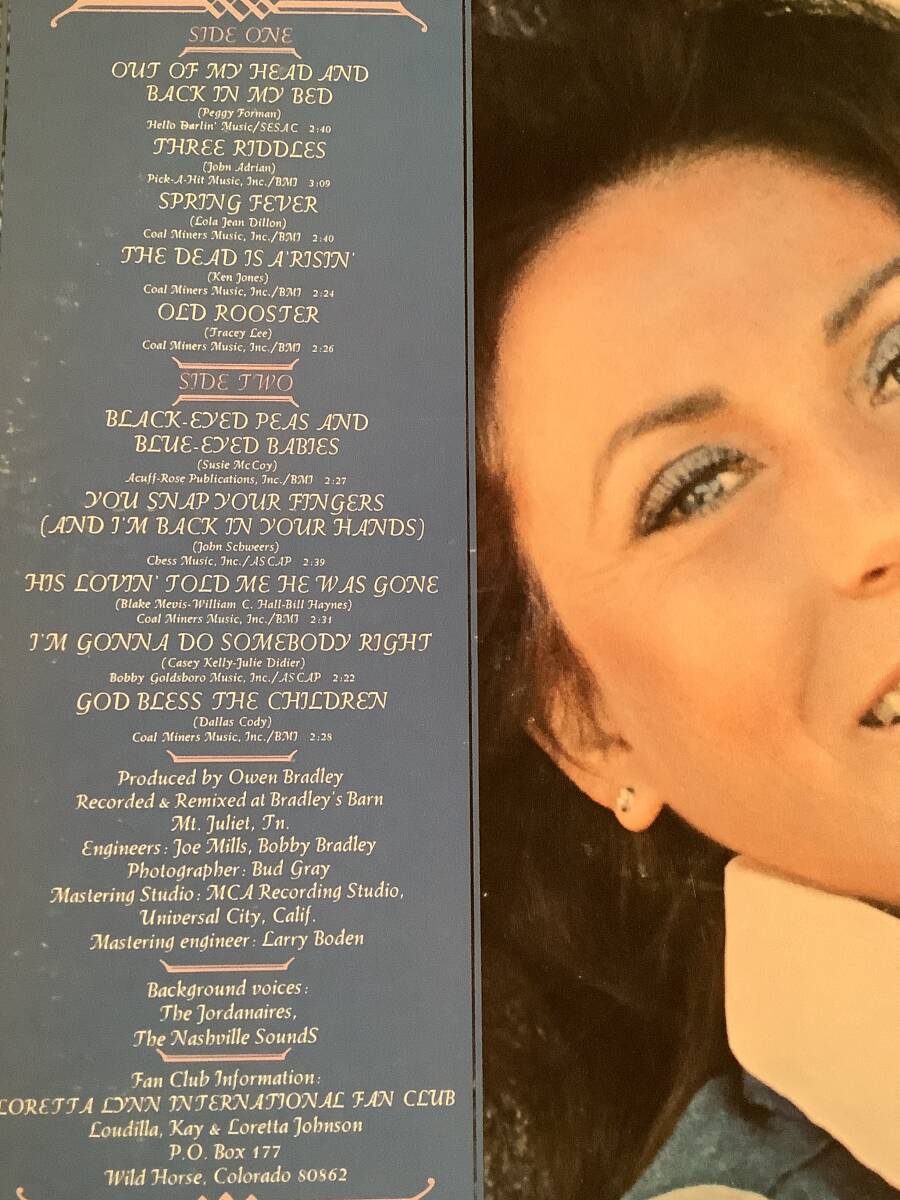 SIDE ONE
OUT OF MY HEAD AND
BACK IN MY BED
(Peggy Forman)
Hello Darlin' Music/SESAC 2:40
THREE RIDDLES
(John Adrian)
Pick-A-Hit Music, Inc./BMI 3:09
SPRING FEVER
(Lola Jean Dillon)
Coal Miners Music, Inc./BMI 2:40
THE DEAD IS A'RISIN'
(Ken Jones)
Coal Miners Music, Inc./BMI 2:24
OLD ROOSTER
(Tracey Lee)
Coal Miners Music, Inc./BMI 2:26
SIDE TWO
BLACK-EYED PEAS AND
BLUE-EYED BABIES
(Susie McCoy)
Acuff-Rose Publications, Inc./BMI 2:27
YOU SNAP YOUR FINGERS
(AND I'M BACK IN YOUR HANDS)
(John Schweers)
Chess Music, Inc./ASCAP 2:39
HIS LOVIN' TOLD ME HE WAS GONE
(Blake Mevis-William C. Hall-Bill Haynes)
Coal Miners Music, Inc./BMI 2:31
I'M GONNA DO SOMEBODY RIGHT
(Casey Kelly-Julie Didier)
Bobby Goldsboro Music, Inc./ASCAP 2:22
GOD BLESS THE CHILDREN
(Dallas Cody)
Coal Miners Music, Inc./BMI 2:28
Produced by Owen Bradley
Recorded & Remixed at Bradley's Barn
Mt. Juliet, Tn.
Engineers: Joe Mills, Bobby Bradley
Photographer: Bud Gray
Mastering Studio: MCA Recording Studio,
Universal City, Calif.
Mastering engineer: Larry Boden
Background voices:
The Jordanaires,
The Nashville SoundS
Fan Club Information:
LORETTA LYNN INTERNATIONAL FAN CLUB
Loudilla, Kay & Loretta Johnson
P.O. Box 177
Wild Horse, Colorado 80862